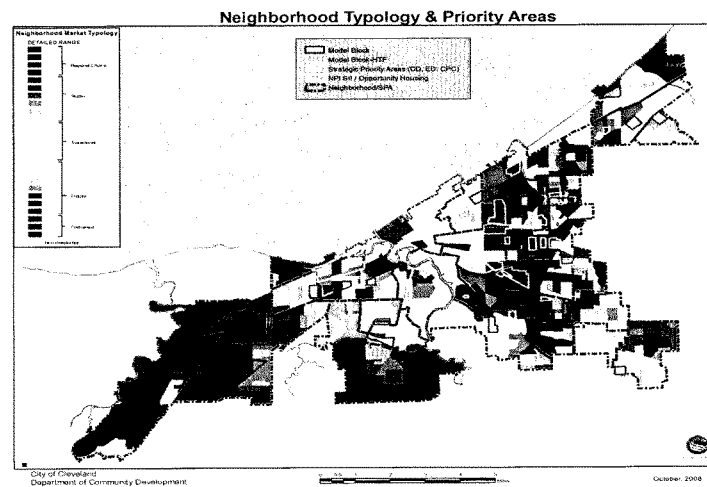 Neighborhood Typology & Priority Areas
Neighborhood Market Typology
DETAILED RANGE
Regional Choice
Stable
Transitional
Fragile
Distressed
Model Block
Model Block-HTF
Strategic Priority Areas (CD, ED, CPC)
NPI SII / Opportunity Housing
Neighborhood/SPA
City of Cleveland
Department of Community Development
October, 2008